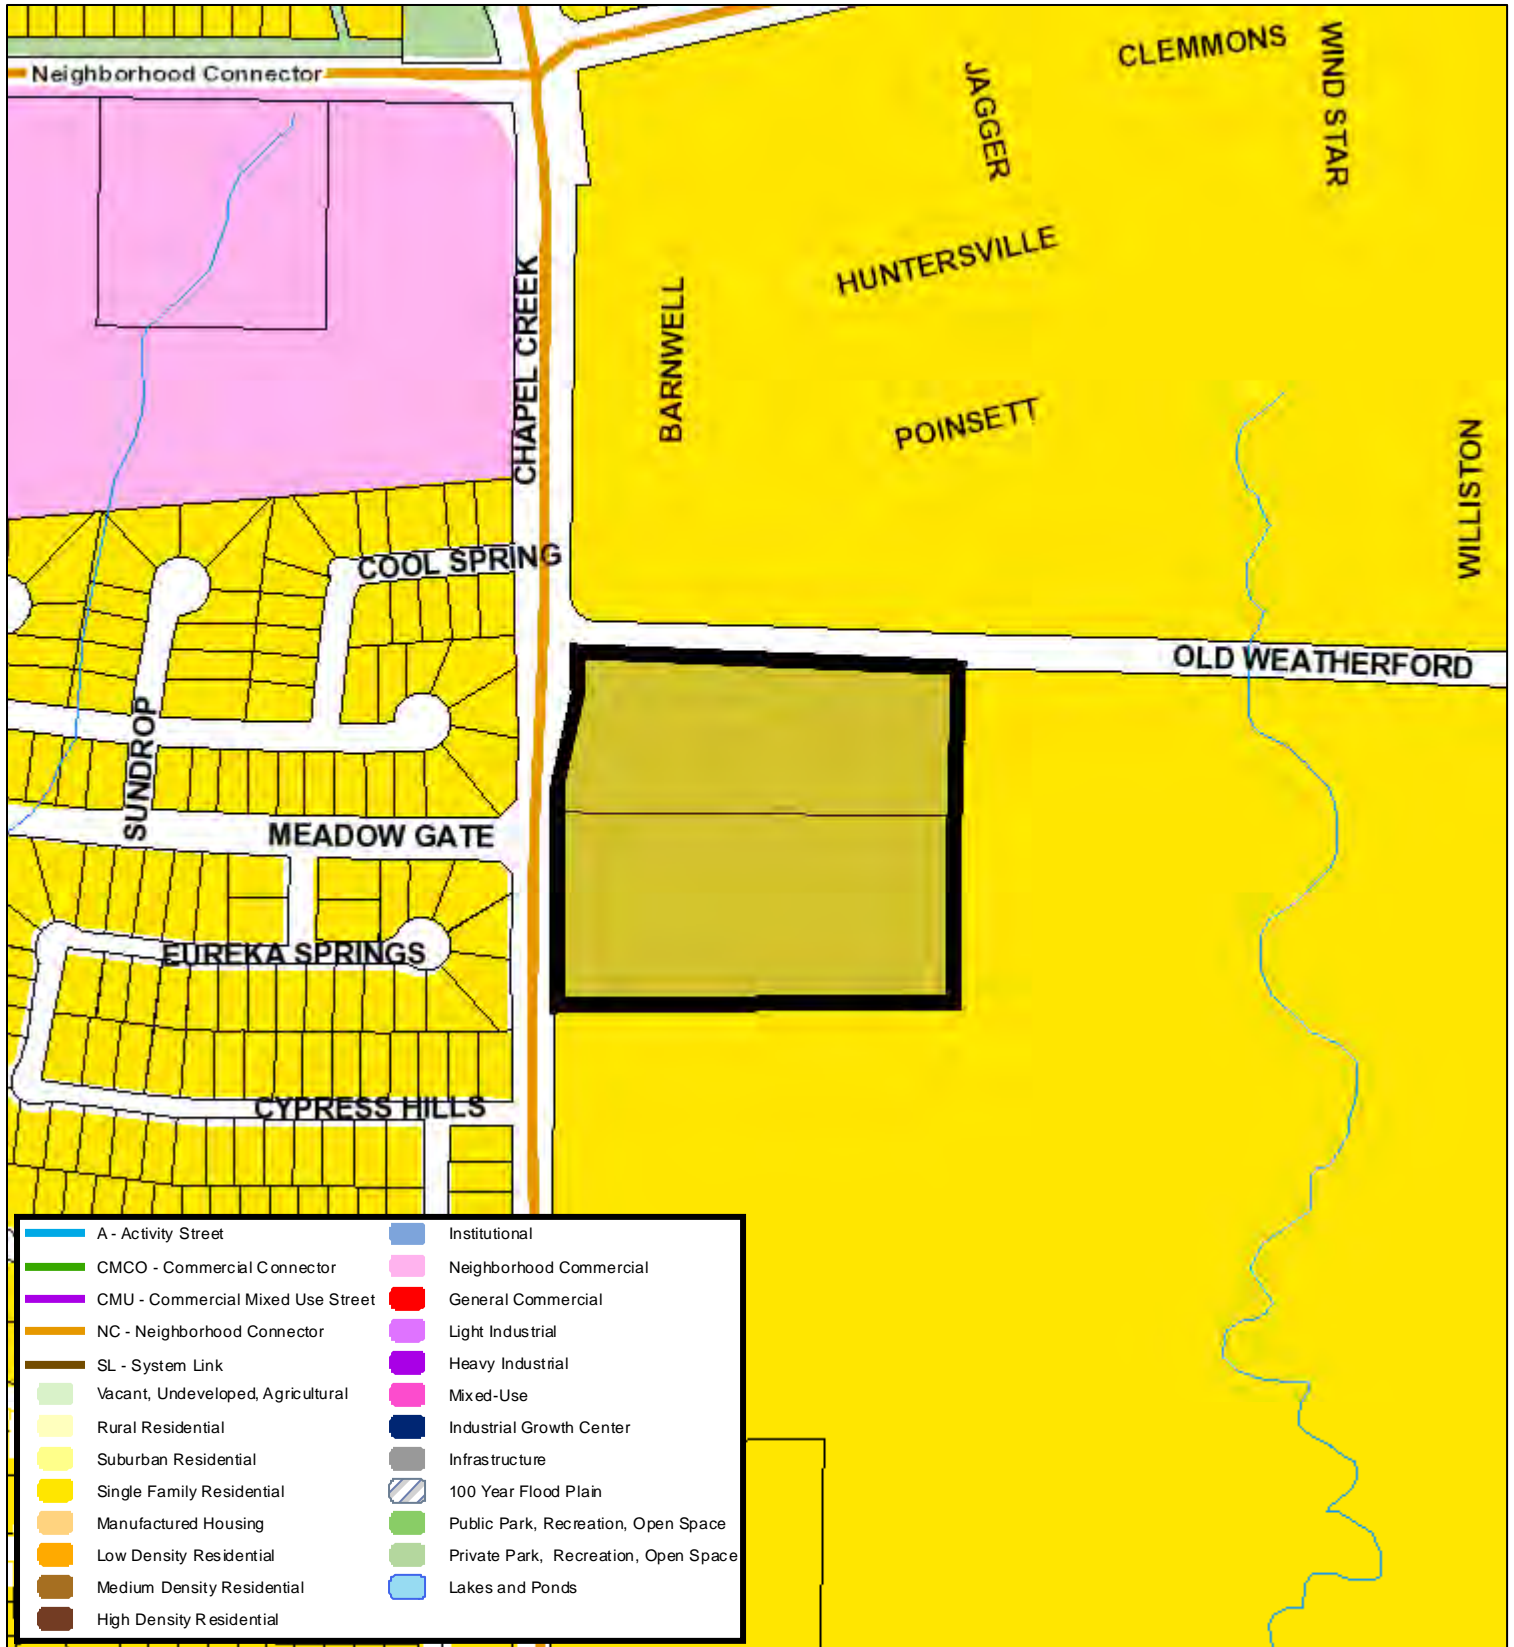 CLEMMONS
WIND STAR
JAGGER
Neighborhood Connector
HUNTERSVILLE
CHAPEL CREEK
BARNWELL
POINSETT
WILLISTON
COOL SPRING
OLD WEATHERFORD
SUNDROP
MEADOW GATE
EUREKA SPRINGS
CYPRESS HILLS
A - Activity Street
CMCO - Commercial Connector
CMU - Commercial Mixed Use Street
NC - Neighborhood Connector
SL - System Link
Vacant, Undeveloped, Agricultural
Rural Residential
Suburban Residential
Single Family Residential
Manufactured Housing
Low Density Residential
Medium Density Residential
High Density Residential
Institutional
Neighborhood Commercial
General Commercial
Light Industrial
Heavy Industrial
Mixed-Use
Industrial Growth Center
Infrastructure
100 Year Flood Plain
Public Park, Recreation, Open Space
Private Park, Recreation, Open Space
Lakes and Ponds